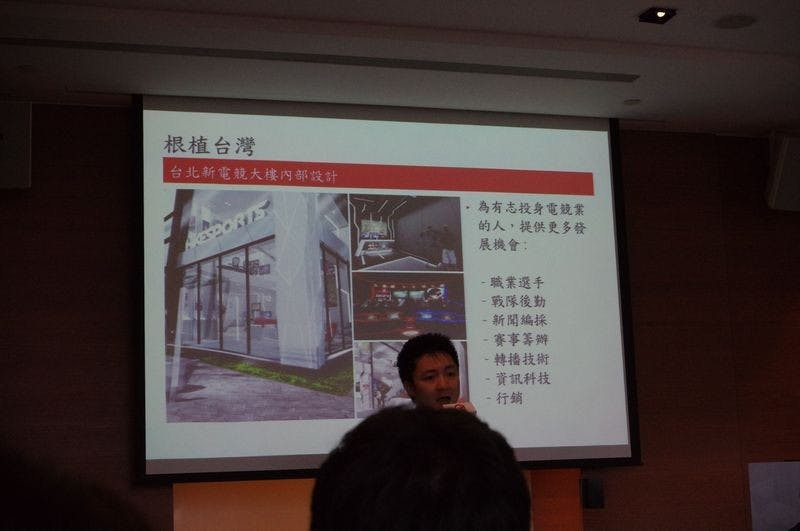 根植台灣
台北新電競大樓內部設計
ESPORTS
• 為有志投身電競業
的人，提供更多發
展機會：
- 職業選手
- 戰隊後勤
- 新聞編採
- 賽事籌辦
- 轉播技術
- 資訊科技
- 行銷